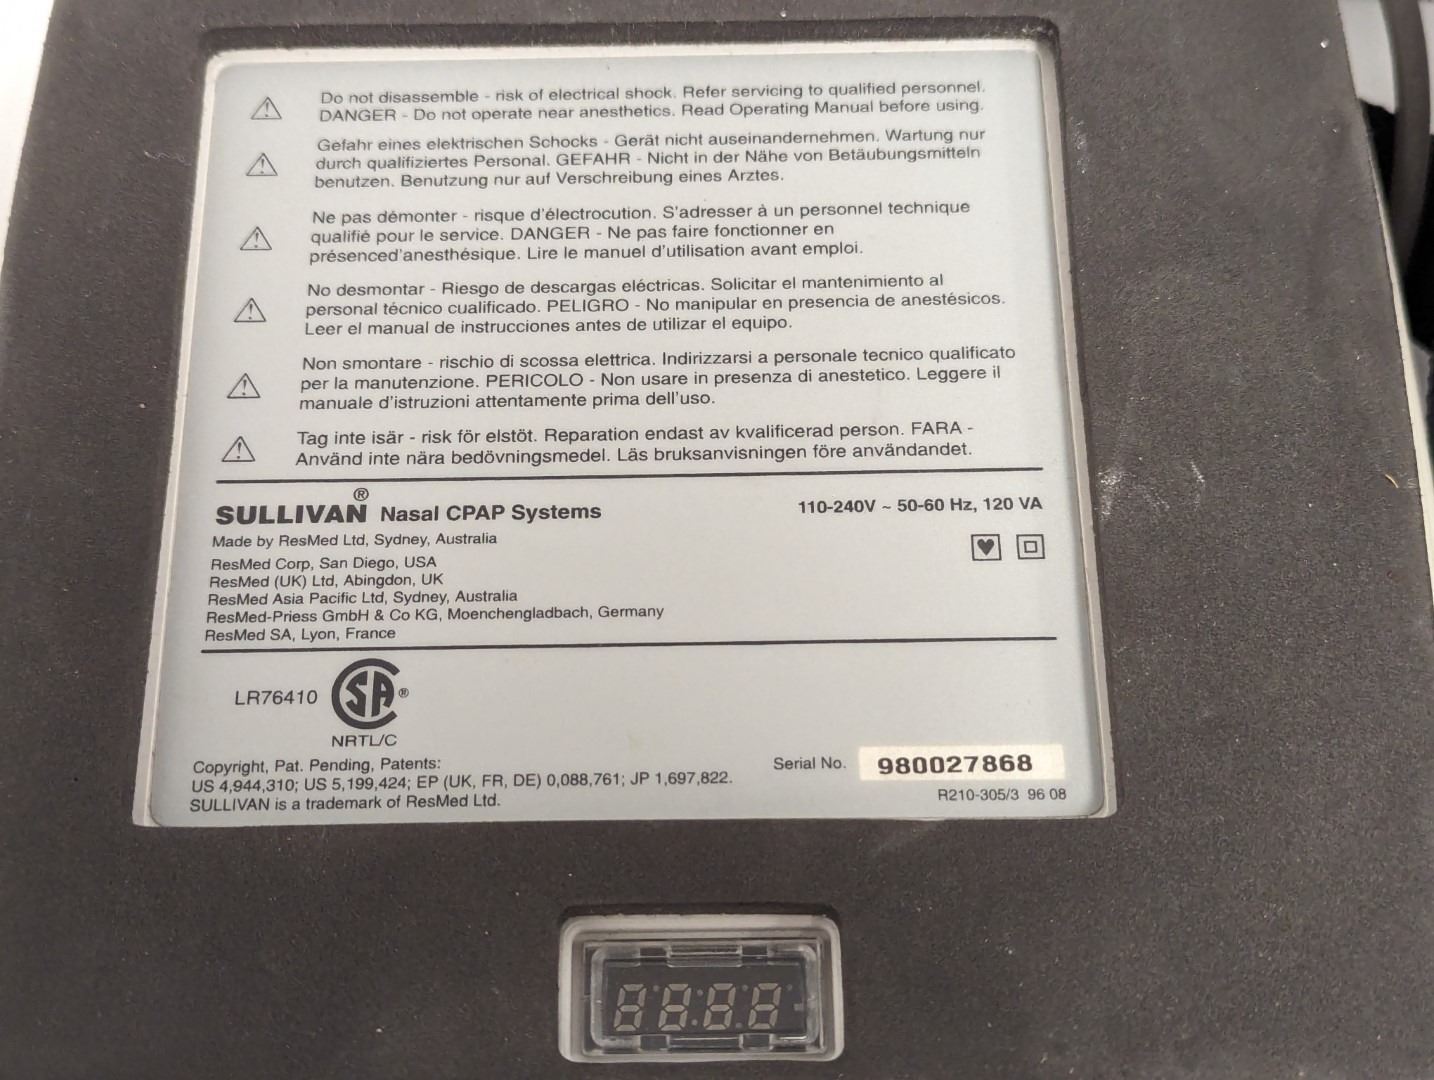 Do not disassemble - risk of electrical shock. Refer servicing to qualified personnel.
DANGER - Do not operate near anesthetics. Read Operating Manual before using.
Gefahr eines elektrischen Schocks - Gerät nicht auseinandernehmen. Wartung nur
durch qualifiziertes Personal. GEFAHR - Nicht in der Nähe von Betäubungsmitteln
benutzen. Benutzung nur auf Verschreibung eines Arztes.
Ne pas démonter - risque d'électrocution. S'adresser à un personnel technique
qualifié pour le service. DANGER - Ne pas faire fonctionner en
présenced'anesthésique. Lire le manuel d'utilisation avant emploi.
No desmontar - Riesgo de descargas eléctricas. Solicitar el mantenimiento al
personal técnico cualificado. PELIGRO - No manipular en presencia de anestésicos.
Leer el manual de instrucciones antes de utilizar el equipo.
Non smontare - rischio di scossa elettrica. Indirizzarsi a personale tecnico qualificato
per la manutenzione. PERICOLO - Non usare in presenza di anestetico. Leggere il
manuale d'istruzioni attentamente prima dell'uso.
Tag inte isär - risk för elstöt. Reparation endast av kvalificerad person. FARA -
Använd inte nära bedövningsmedel. Läs bruksanvisningen före användandet.
SULLIVAN® Nasal CPAP Systems
110-240V ~ 50-60 Hz, 120 VA
Made by ResMed Ltd, Sydney, Australia
ResMed Corp, San Diego, USA
ResMed (UK) Ltd, Abingdon, UK
ResMed Asia Pacific Ltd, Sydney, Australia
ResMed-Priess GmbH & Co KG, Moenchengladbach, Germany
ResMed SA, Lyon, France
LR76410 SA ®
NRTL/C
Copyright, Pat. Pending, Patents:
US 4,944,310; US 5,199,424; EP (UK, FR, DE) 0,088,761; JP 1,697,822.
SULLIVAN is a trademark of ResMed Ltd.
Serial No. 980027868
R210-305/3 96 08
8.8.8.8